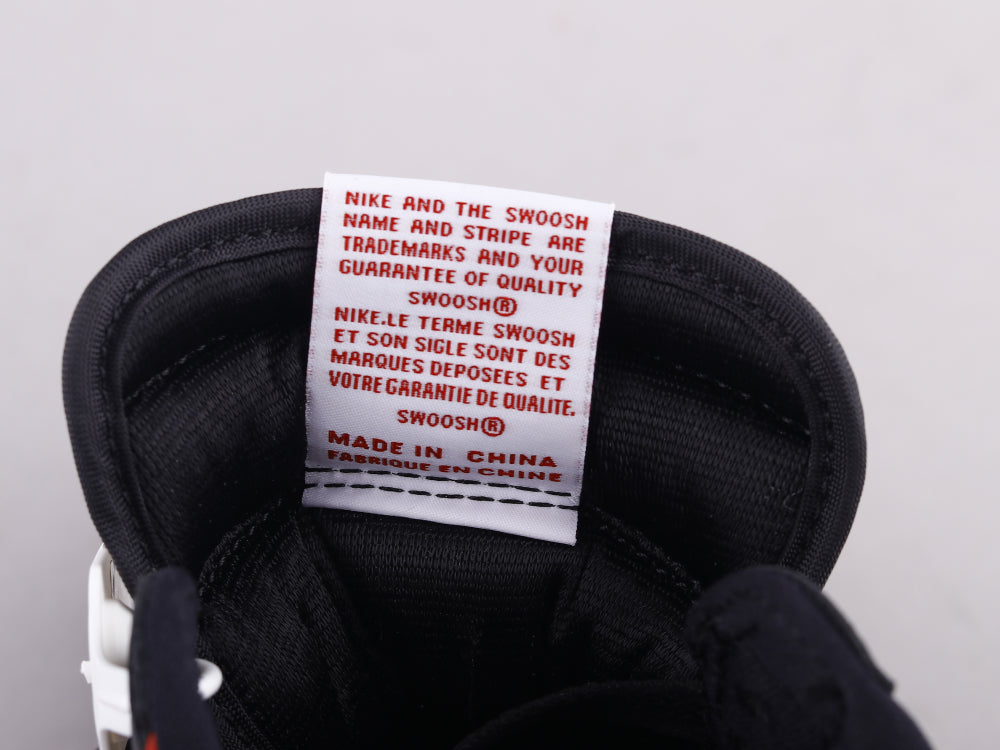 NIKE AND THE SWOOSH
NAME AND STRIPE ARE
TRADEMARKS AND YOUR
GUARANTEE OF QUALITY
SWOOSH®
NIKE.LE TERME SWOOSH
ET SON SIGLE SONT DES
MARQUES DEPOSEES ET
VOTRE GARANTIE DE QUALITE.
SWOOSH®
MADE IN CHINA
FABRIQUE EN CHINE